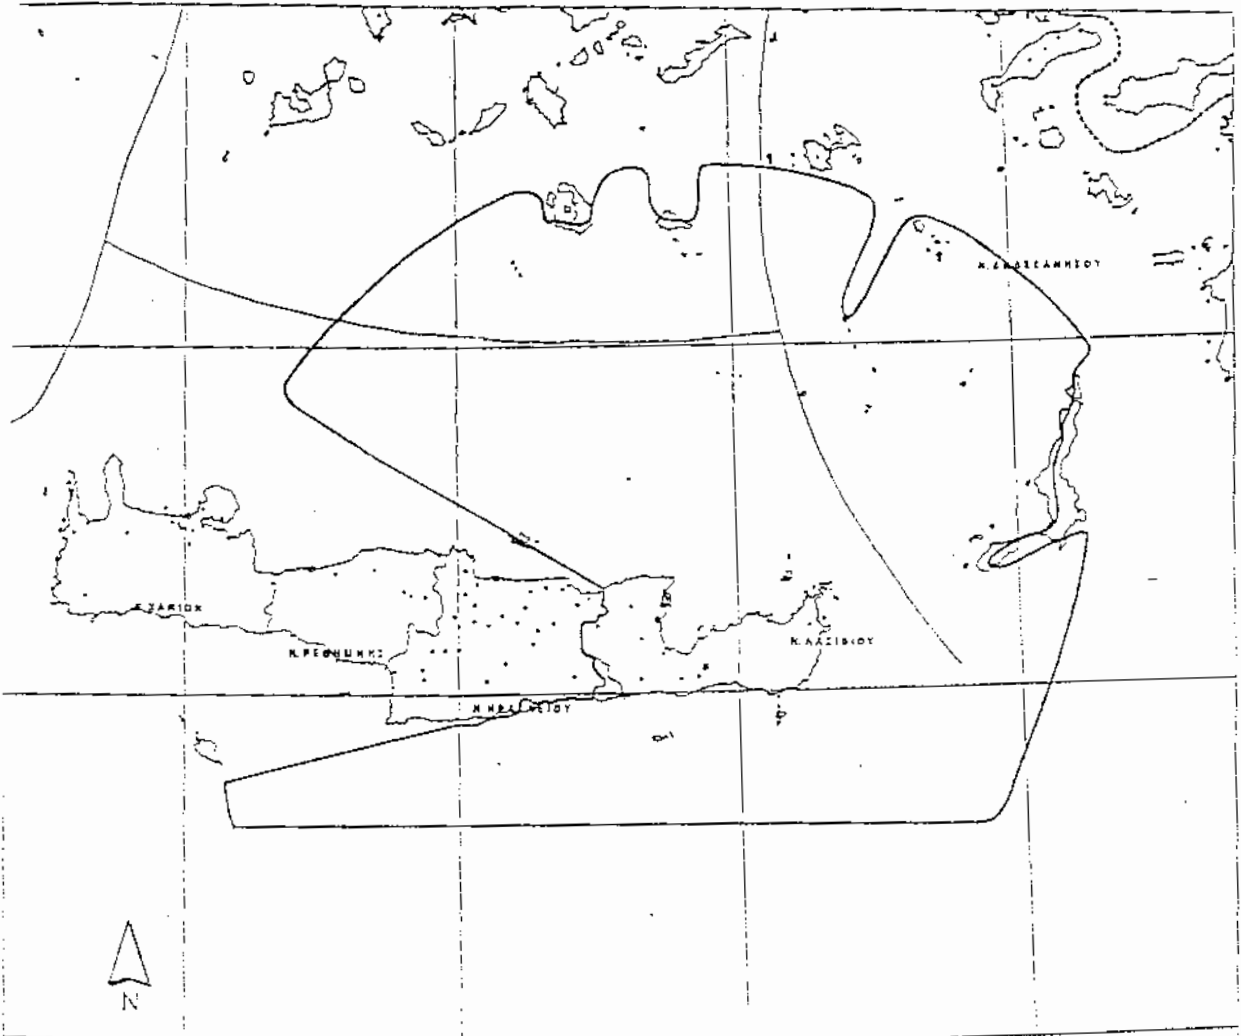 Ν. ΔΩΔΕΚΑΝΗΣΟΥ
Ν. ΧΑΝΙΩΝ
Ν. ΡΕΘΥΜΝΗΣ
Ν. ΛΑΣΙΘΙΟΥ
Ν. ΗΡΑΚΛΕΙΟΥ
N